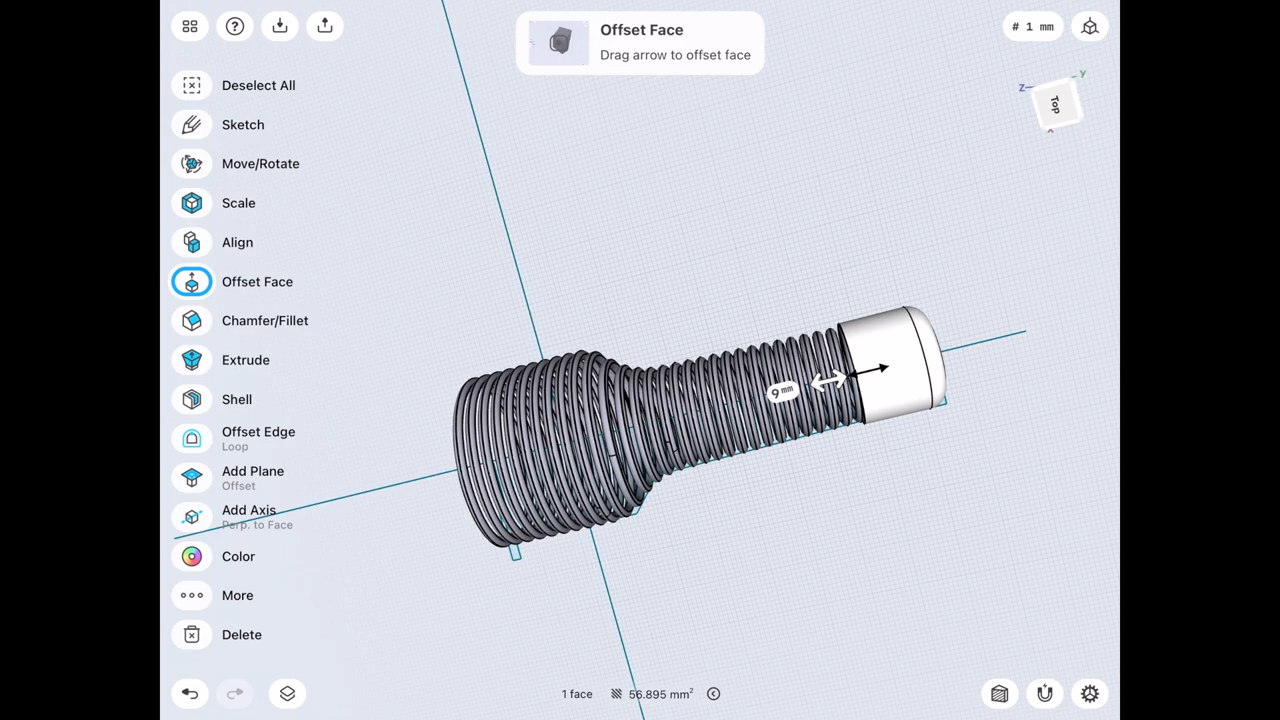 Offset Face
Drag arrow to offset face
# 1 mm
Deselect All
Sketch
Move/Rotate
Scale
Align
Offset Face
Chamfer/Fillet
Extrude
Shell
Offset Edge
Loop
Add Plane
Offset
Add Axis
Perp. to Face
Color
More
Delete
Z
Y
X
Top
9 mm
1 face
56.895 mm²